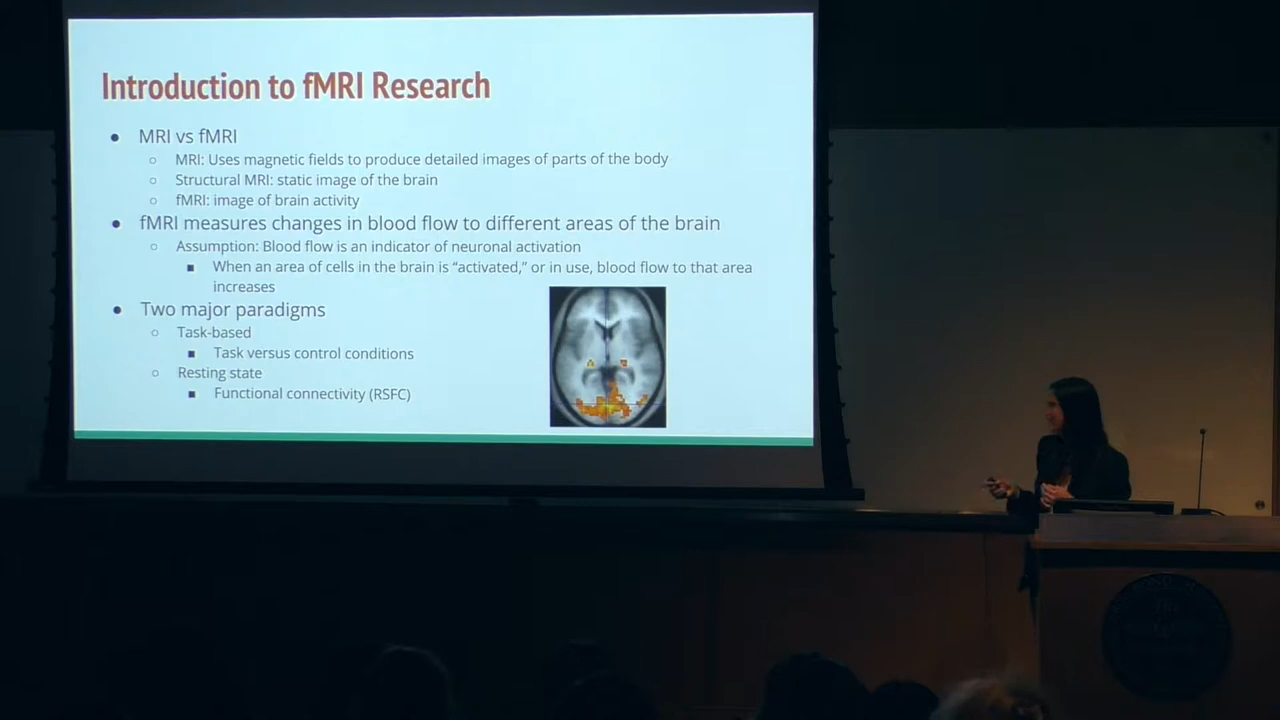 Introduction to fMRI Research
● MRI vs fMRI
○ MRI: Uses magnetic fields to produce detailed images of parts of the body
○ Structural MRI: static image of the brain
○ fMRI: image of brain activity
● fMRI measures changes in blood flow to different areas of the brain
○ Assumption: Blood flow is an indicator of neuronal activation
■ When an area of cells in the brain is “activated,” or in use, blood flow to that area
increases
● Two major paradigms
○ Task-based
■ Task versus control conditions
○ Resting state
■ Functional connectivity (RSFC)